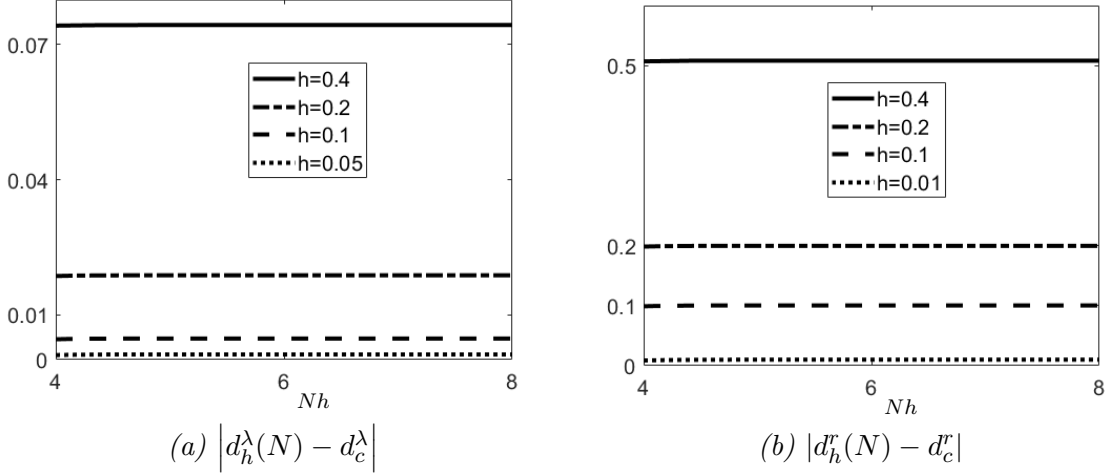 0.07
0.04
0.01
0
4
6
8
Nh
h=0.4
h=0.2
h=0.1
h=0.05
(a) |d_h^λ(N) − d_c^λ|
0.5
0.2
0.1
0
4
6
8
Nh
h=0.4
h=0.2
h=0.1
h=0.01
(b) |d_h^r(N) − d_c^r|